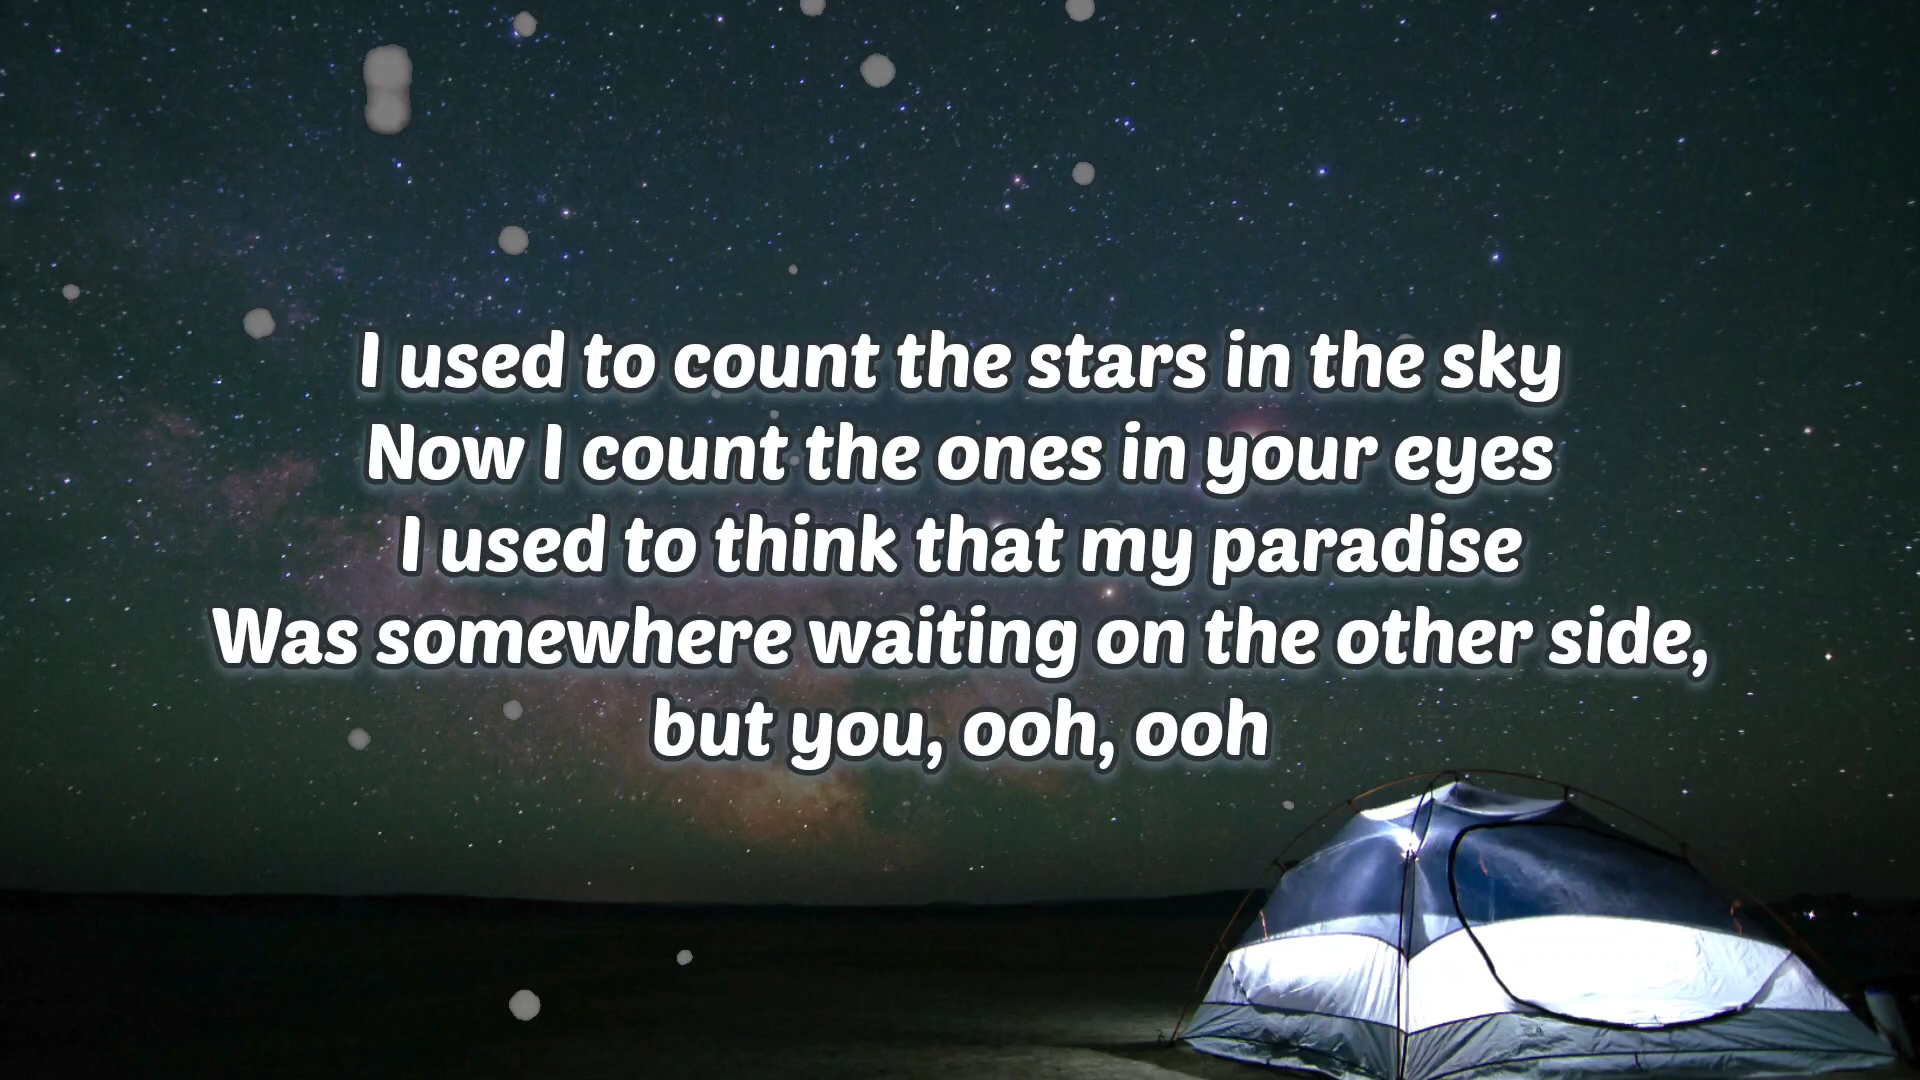 I used to count the stars in the sky
Now I count the ones in your eyes
I used to think that my paradise
Was somewhere waiting on the other side,
but you, ooh, ooh